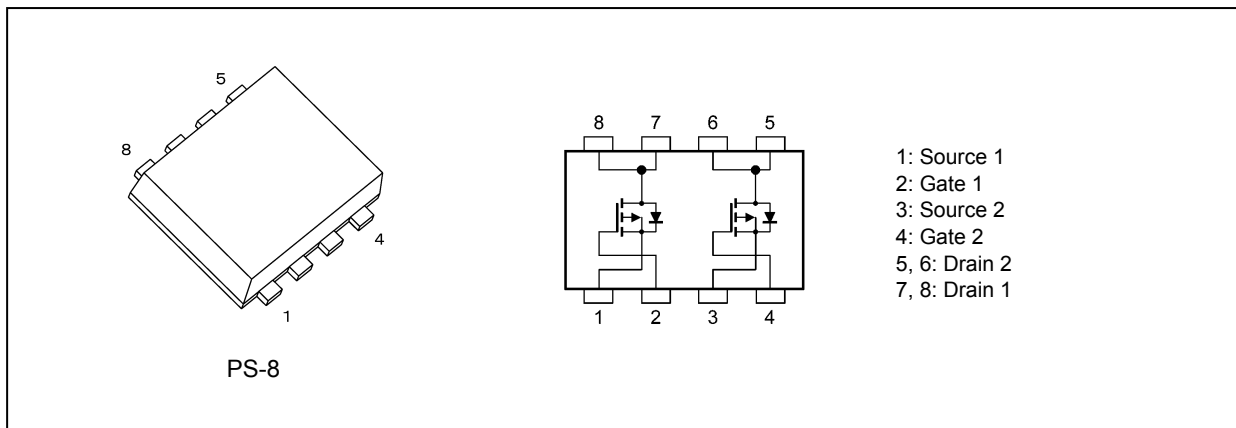 5
8
4
1
PS-8
8 7 6 5
1 2 3 4
1: Source 1
2: Gate 1
3: Source 2
4: Gate 2
5, 6: Drain 2
7, 8: Drain 1